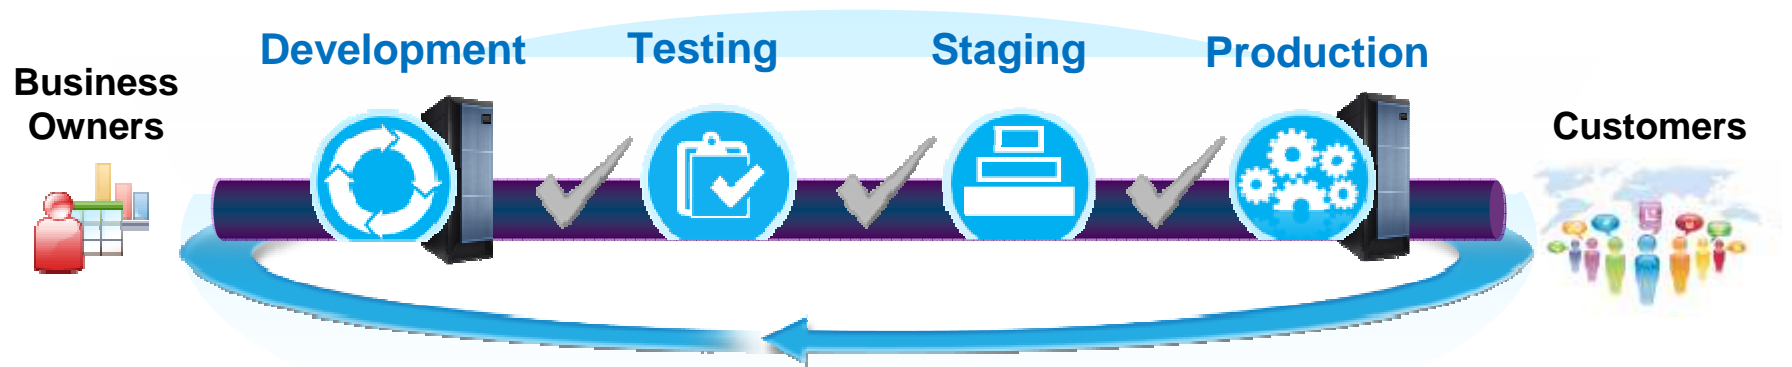 Development Testing Staging Production
Business
Owners
Customers